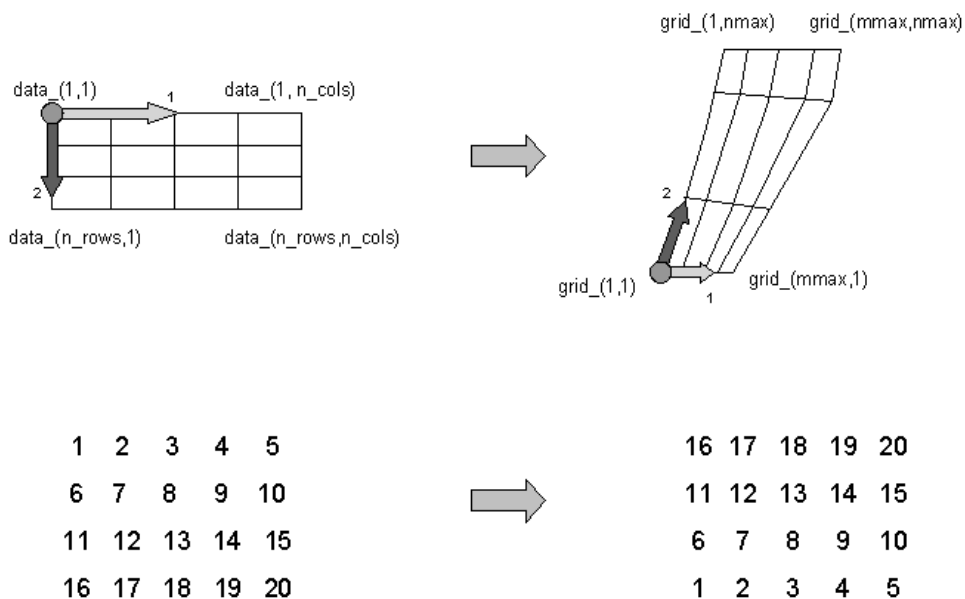 grid_(1,nmax) grid_(mmax,nmax)
data_(1,1) 1 data_(1, n_cols)
2 2
data_(n_rows,1) data_(n_rows,n_cols)
grid_(1,1) 1 grid_(mmax,1)
1 2 3 4 5 16 17 18 19 20
6 7 8 9 10 11 12 13 14 15
11 12 13 14 15 6 7 8 9 10
16 17 18 19 20 1 2 3 4 5